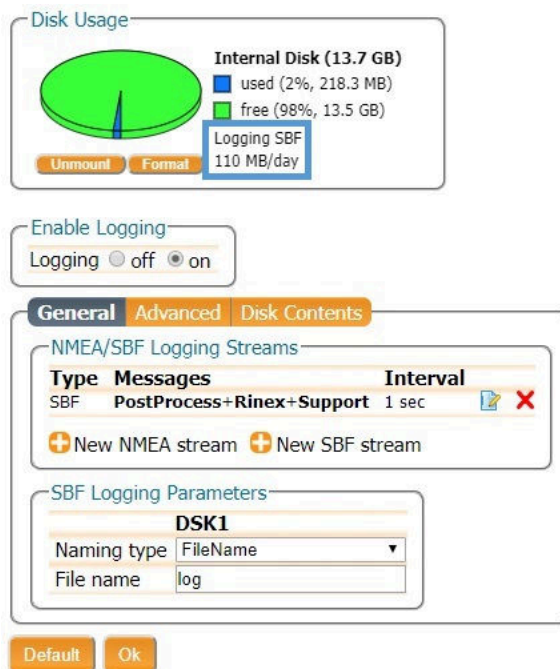 Disk Usage
Internal Disk (13.7 GB)
used (2%, 218.3 MB)
free (98%, 13.5 GB)
Logging SBF
110 MB/day
Unmount Format
Enable Logging
Logging off on
General Advanced Disk Contents
NMEA/SBF Logging Streams
Type Messages Interval
SBF PostProcess+Rinex+Support 1 sec
New NMEA stream New SBF stream
SBF Logging Parameters
DSK1
Naming type FileName
File name log
Default Ok